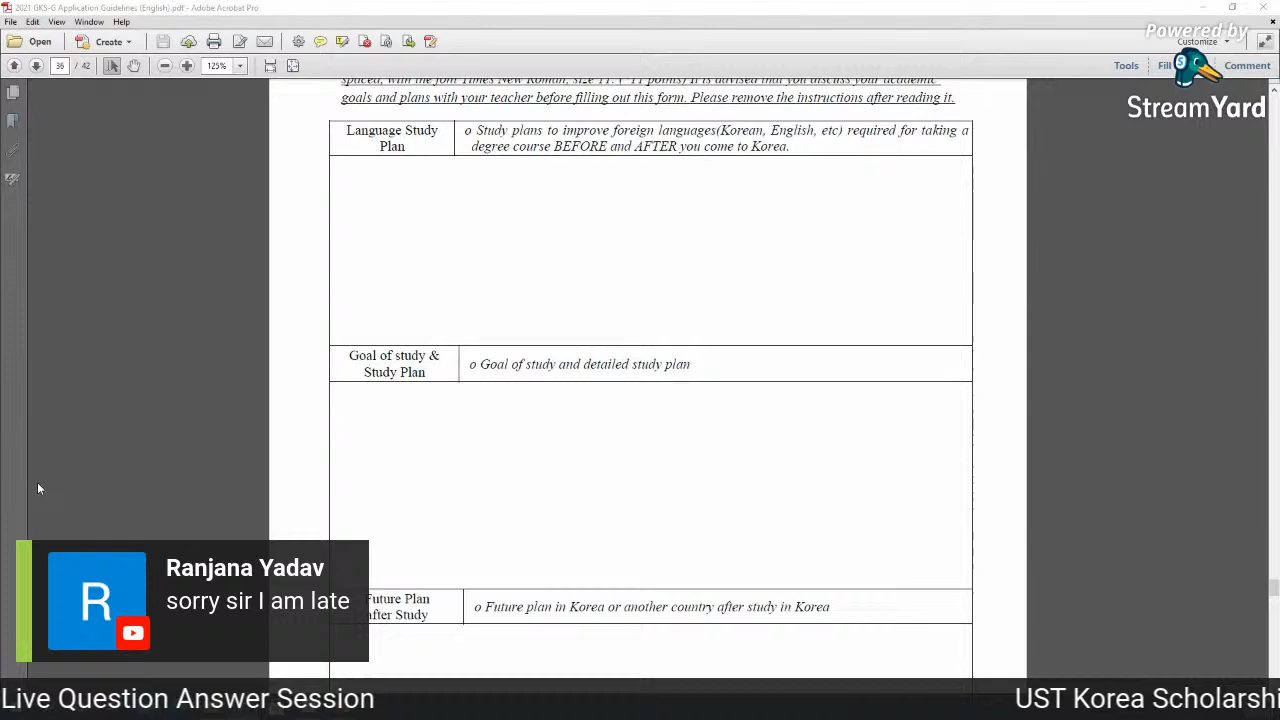 2021 GKS-G Application Guidelines (English).pdf - Adobe Acrobat Pro
File Edit View Window Help
Powered by
Open Create Customize
36 / 42 125% Tools Fill Comment
StreamYard
goals and plans with your teacher before filling out this form. Please remove the instructions after reading it.
Language Study
Plan
o Study plans to improve foreign languages(Korean, English, etc) required for taking a
degree course BEFORE and AFTER you come to Korea.
Goal of study &
Study Plan
o Goal of study and detailed study plan
Future Plan
after Study
o Future plan in Korea or another country after study in Korea
R
Ranjana Yadav
sorry sir I am late
Live Question Answer Session
UST Korea Scholarshi